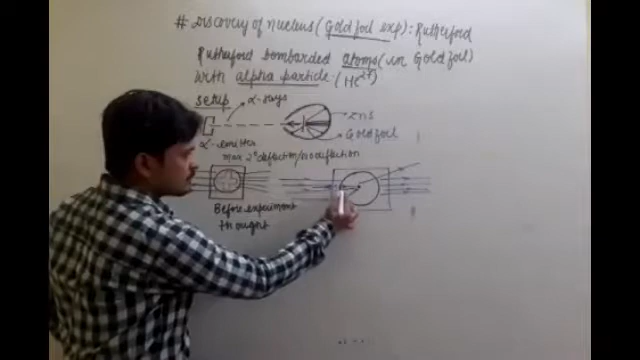 # Discovery of nucleus (Gold foil exp) : Rutherford
Rutherford bombarded atoms (in Gold foil)
with alpha particle. (He²⁺)
setup
α-rays
ZnS
Gold foil
α-emitter
max 2° deflection/no deflection
Before experiment
thought